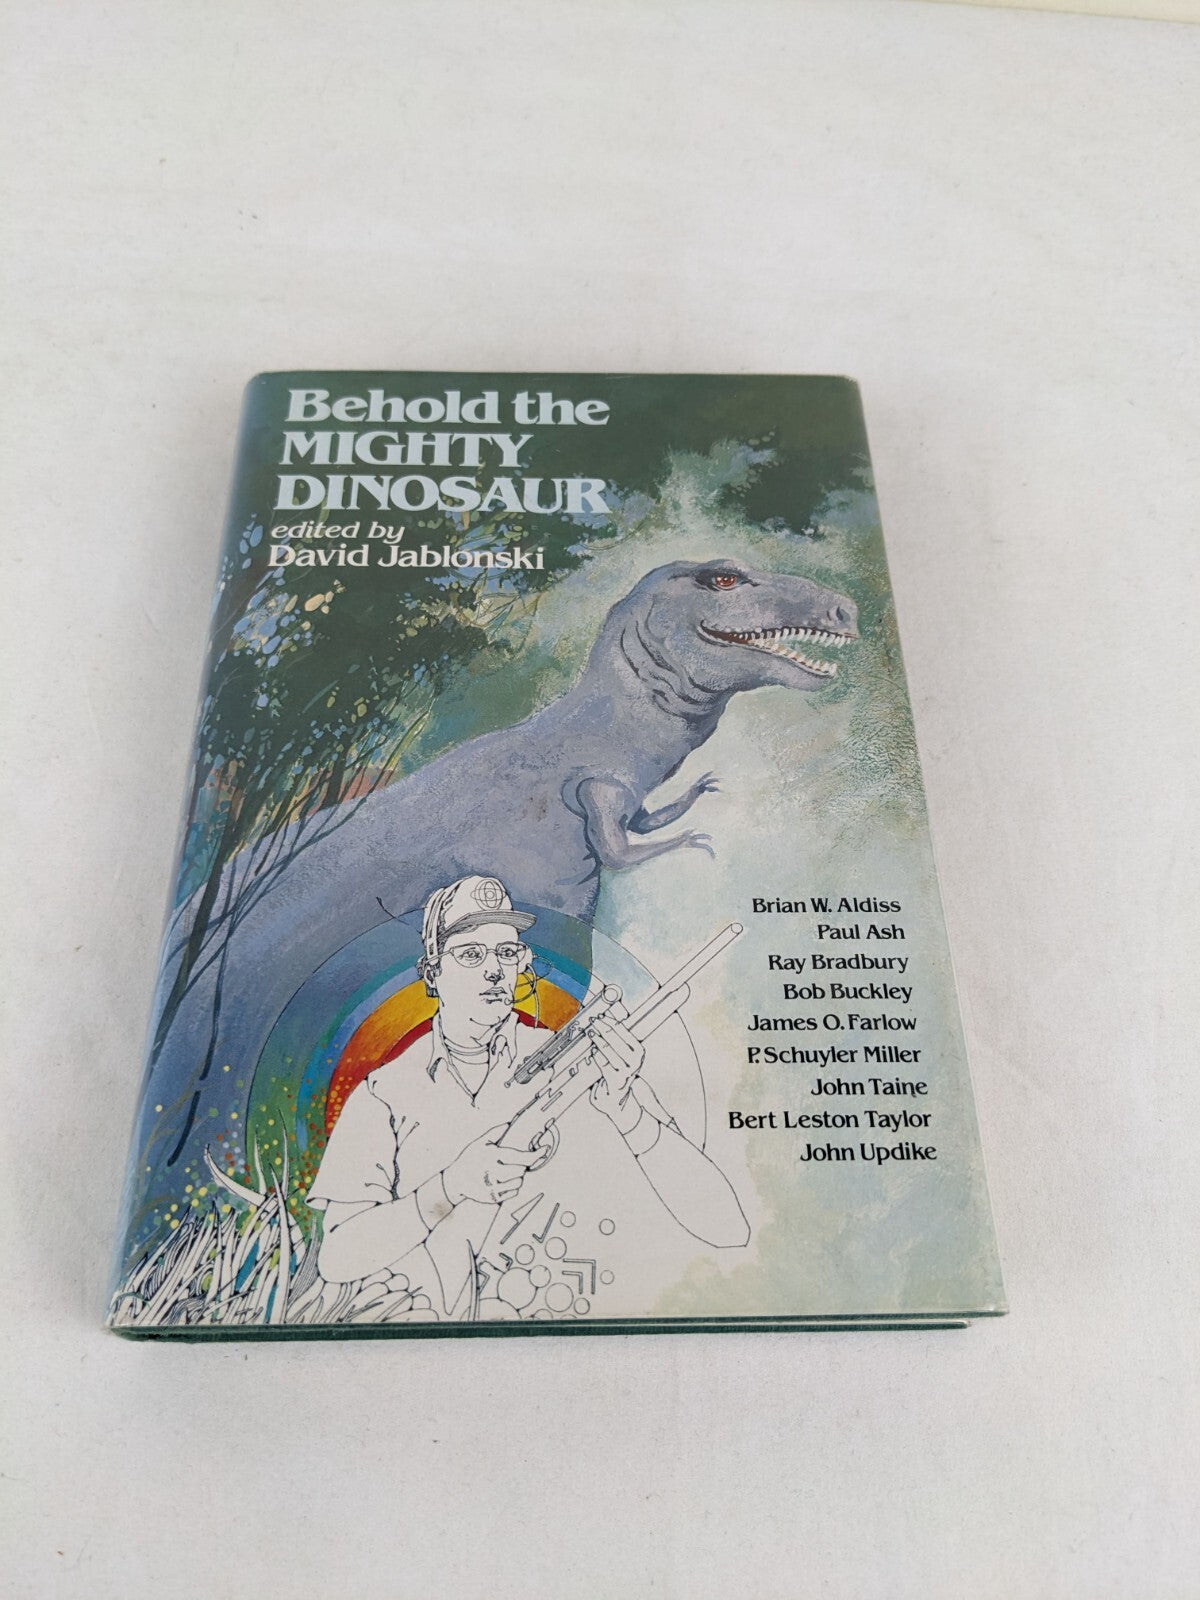 Behold the
MIGHTY
DINOSAUR
edited by
David Jablonski
Brian W. Aldiss
Paul Ash
Ray Bradbury
Bob Buckley
James O. Farlow
P. Schuyler Miller
John Taine
Bert Leston Taylor
John Updike